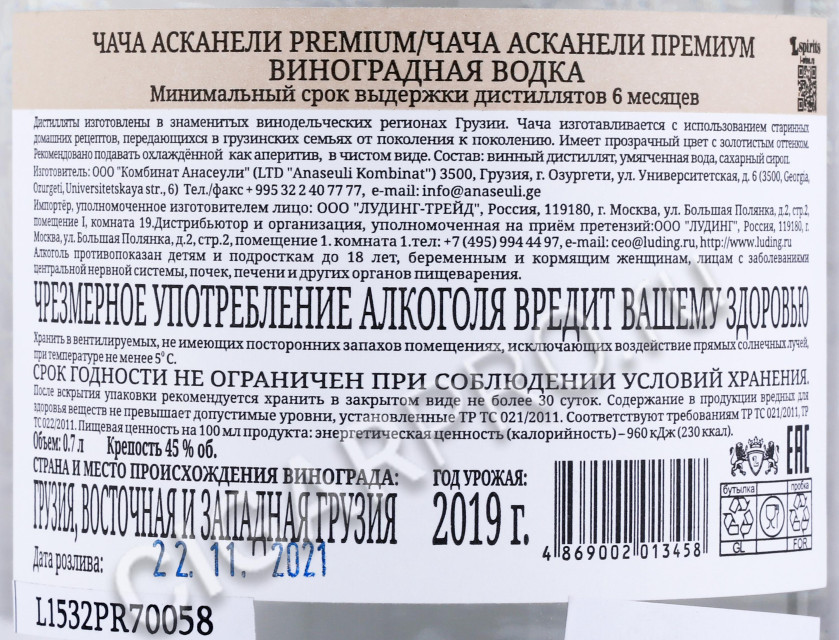 ЧАЧА АСКАНЕЛИ PREMIUM/ЧАЧА АСКАНЕЛИ ПРЕМИУМ
ВИНОГРАДНАЯ ВОДКА
Минимальный срок выдержки дистиллятов 6 месяцев
spirits
Дистилляты изготовлены в знаменитых винодельческих регионах Грузии. Чача изготавливается с использованием старинных
домашних рецептов, передающихся в грузинских семьях от поколения к поколению. Имеет прозрачный цвет с золотистым оттенком.
Рекомендовано подавать охлаждённой как аперитив, в чистом виде. Состав: винный дистиллят, умягченная вода, сахарный сироп.
Изготовитель: ООО "Комбинат Анасеули" (LTD "Anaseuli Kombinat") 3500, Грузия, г. Озургети, ул. Университетская, д. 6 (3500, Georgia,
Ozurgeti, Universitetskaya str., 6) Тел./факс + 995 32 2 40 77 77, e-mail: info@anaseuli.ge
Импортёр, уполномоченное изготовителем лицо: ООО "ЛУДИНГ-ТРЕЙД", Россия, 119180, г. Москва, ул. Большая Полянка, д.2, стр.2,
помещение I, комната 19.Дистрибьютор и организация, уполномоченная на приём претензий:ООО "ЛУДИНГ", Россия, 119180, г.
Москва, ул. Большая Полянка, д.2, стр.2, помещение 1. комната 1.тел: +7 (495) 994 44 97, e-mail: ceo@luding.ru, http://www.luding.ru
Алкоголь противопоказан детям и подросткам до 18 лет, беременным и кормящим женщинам, лицам с заболеваниями
центральной нервной системы, почек, печени и других органов пищеварения.
ЧРЕЗМЕРНОЕ УПОТРЕБЛЕНИЕ АЛКОГОЛЯ ВРЕДИТ ВАШЕМУ ЗДОРОВЬЮ
Хранить в вентилируемых, не имеющих посторонних запахов помещениях, исключающих воздействие прямых солнечных лучей,
при температуре не менее 5⁰ С.
СРОК ГОДНОСТИ НЕ ОГРАНИЧЕН ПРИ СОБЛЮДЕНИИ УСЛОВИЙ ХРАНЕНИЯ.
После вскрытия упаковки рекомендуется хранить в закрытом виде не более 30 суток. Содержание в продукции вредных для
здоровья веществ не превышает допустимые уровни, установленные ТР ТС 021/2011. Соответствуют требованиям ТР ТС 021/2011, ТР
ТС 022/2011. Пищевая ценность на 100 мл продукта: энергетическая ценность (калорийность) – 960 кДж (230 ккал).
Объем: 0.7 л Крепость 45 % об.
СТРАНА И МЕСТО ПРОИСХОЖДЕНИЯ ВИНОГРАДА:
ГРУЗИЯ, ВОСТОЧНАЯ И ЗАПАДНАЯ ГРУЗИЯ
ГОД УРОЖАЯ:
2019 г.
4 869002 013458
EAC
бутылка пробка
GL FOR
Дата розлива: 22. 11. 2021
L1532PR70058
CIGARPRO.ru